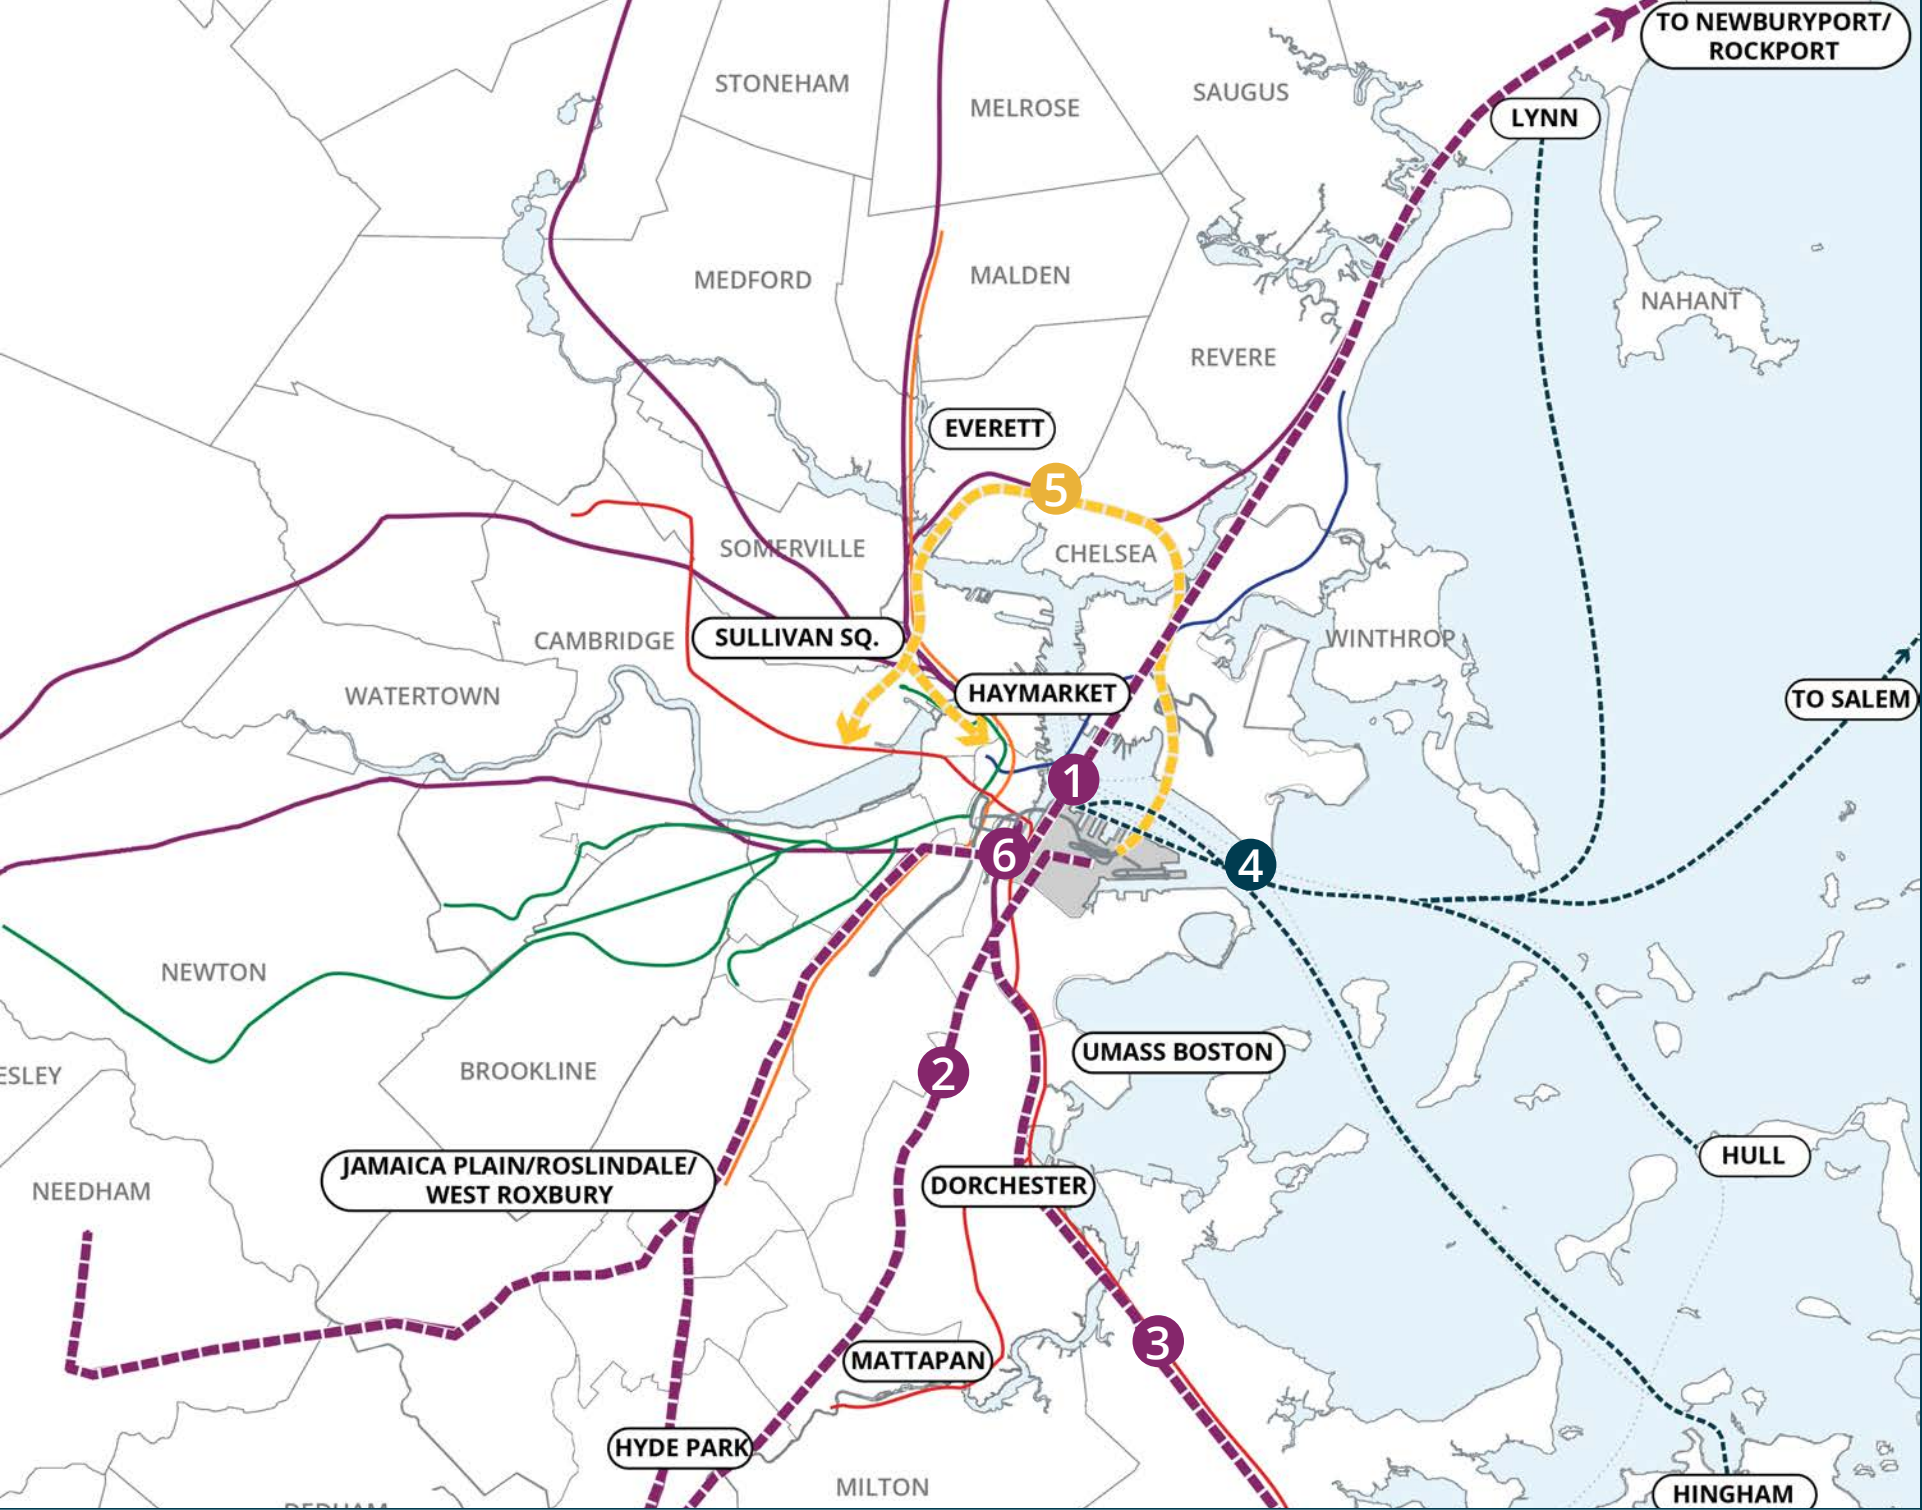 TO NEWBURYPORT/
ROCKPORT
STONEHAM
MELROSE
SAUGUS
LYNN
MEDFORD
MALDEN
NAHANT
REVERE
EVERETT
5
SOMERVILLE
CHELSEA
CAMBRIDGE
SULLIVAN SQ.
WINTHROP
WATERTOWN
HAYMARKET
TO SALEM
1
6
4
NEWTON
UMASS BOSTON
2
BROOKLINE
ESLEY
HULL
JAMAICA PLAIN/ROSLINDALE/
WEST ROXBURY
NEEDHAM
DORCHESTER
3
MATTAPAN
HYDE PARK
MILTON
HINGHAM
DEDHAM